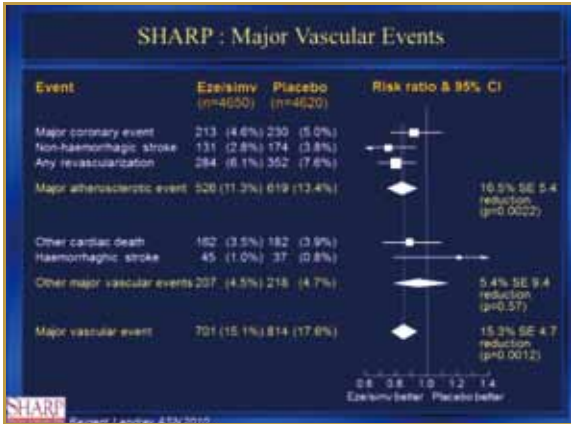 SHARP : Major Vascular Events
Event Eze/simv Placebo Risk ratio & 95% CI
(n=4650) (n=4620)
Major coronary event 213 (4.6%) 230 (5.0%)
Non-haemorrhagic stroke 131 (2.8%) 174 (3.8%)
Any revascularization 284 (6.1%) 352 (7.6%)
Major atherosclerotic event 526 (11.3%) 619 (13.4%) 16.5% SE 5.4
reduction
(p=0.0022)
Other cardiac death 162 (3.5%) 182 (3.9%)
Haemorrhaghic stroke 45 (1.0%) 37 (0.8%)
Other major vascular events 207 (4.5%) 218 (4.7%) 5.4% SE 9.4
reduction
(p=0.57)
Major vascular event 701 (15.1%) 814 (17.6%) 15.3% SE 4.7
reduction
(p=0.0012)
0.6 0.8 1.0 1.2 1.4
Eze/simv better Placebo better
SHARP